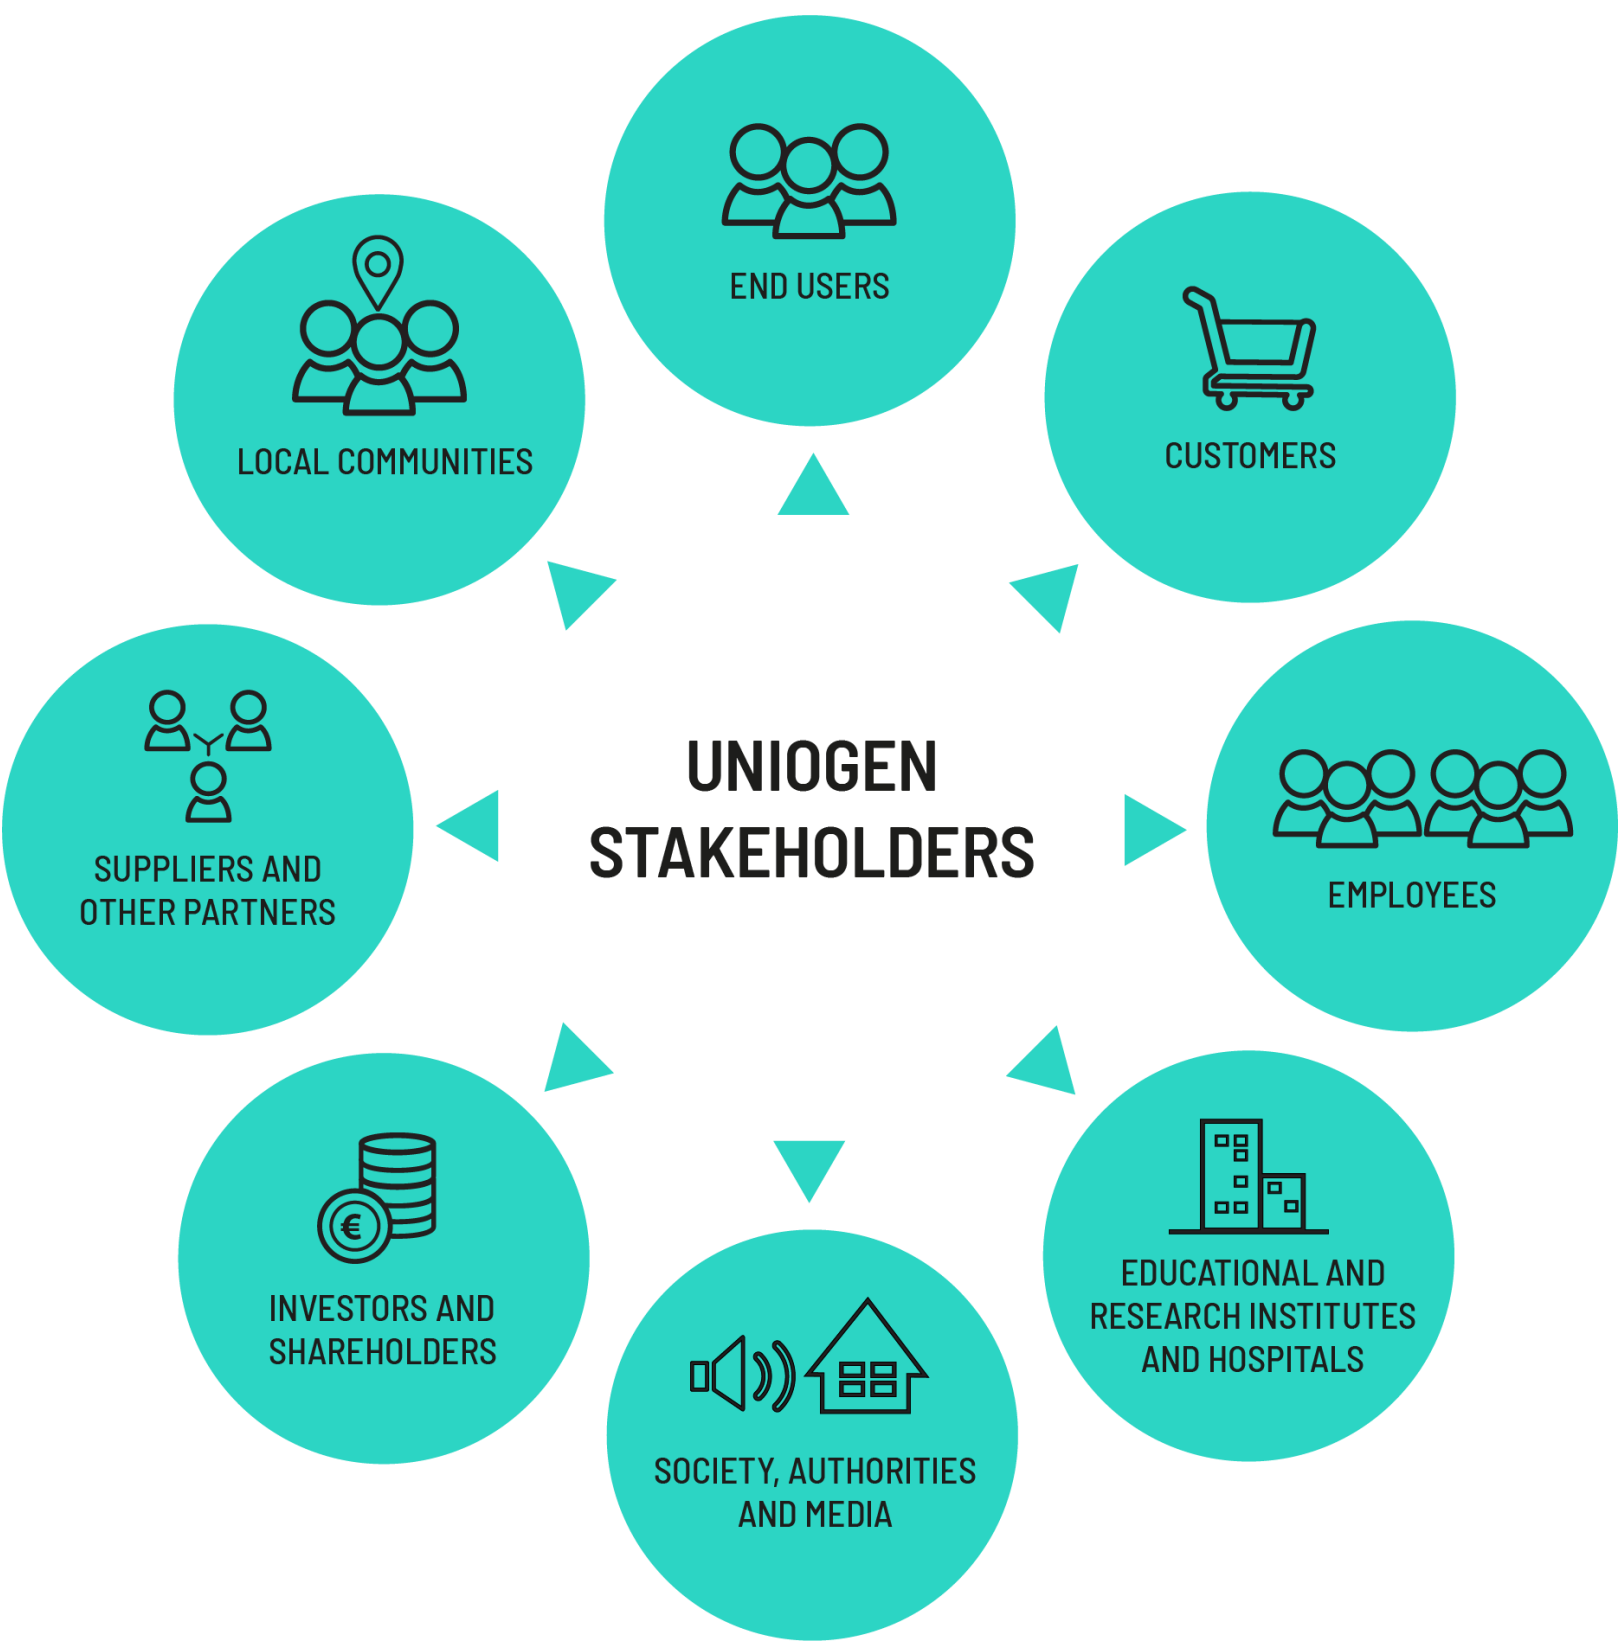 END USERS
CUSTOMERS
LOCAL COMMUNITIES
UNIOGEN
STAKEHOLDERS
EMPLOYEES
SUPPLIERS AND
OTHER PARTNERS
EDUCATIONAL AND
RESEARCH INSTITUTES
AND HOSPITALS
€
INVESTORS AND
SHAREHOLDERS
SOCIETY, AUTHORITIES
AND MEDIA